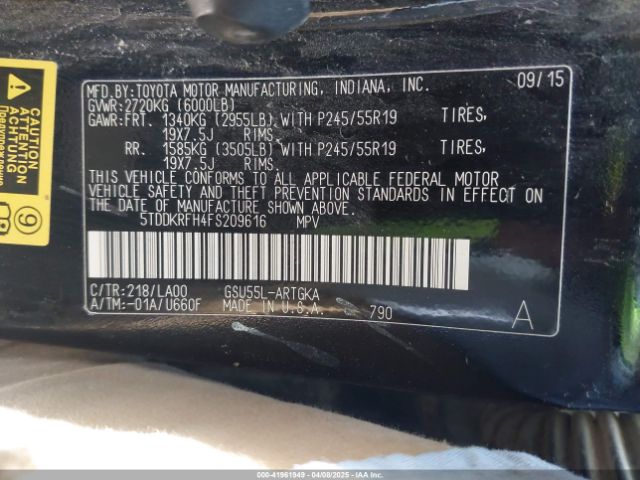 MFD.BY:TOYOTA MOTOR MANUFACTURING, INDIANA, INC. 09/15
GVWR:2720KG (6000LB)
GAWR:FRT. 1340KG (2955LB) WITH P245/55R19 TIRES,
19X7.5J RIMS,
RR. 1585KG (3505LB) WITH P245/55R19 TIRES,
19X7.5J RIMS,
THIS VEHICLE CONFORMS TO ALL APPLICABLE FEDERAL MOTOR
VEHICLE SAFETY AND THEFT PREVENTION STANDARDS IN EFFECT ON
THE DATE OF MANUFACTURE SHOWN ABOVE.
5TDDKRFH4FS209616 MPV
C/TR:218/LA00 GSU55L-ARTGKA
A/TM:-01A/U660F MADE IN U.S.A. 790
A
CAUTION
ATTENTION
9
000-41961949 - 04/08/2025 - IAA Inc.